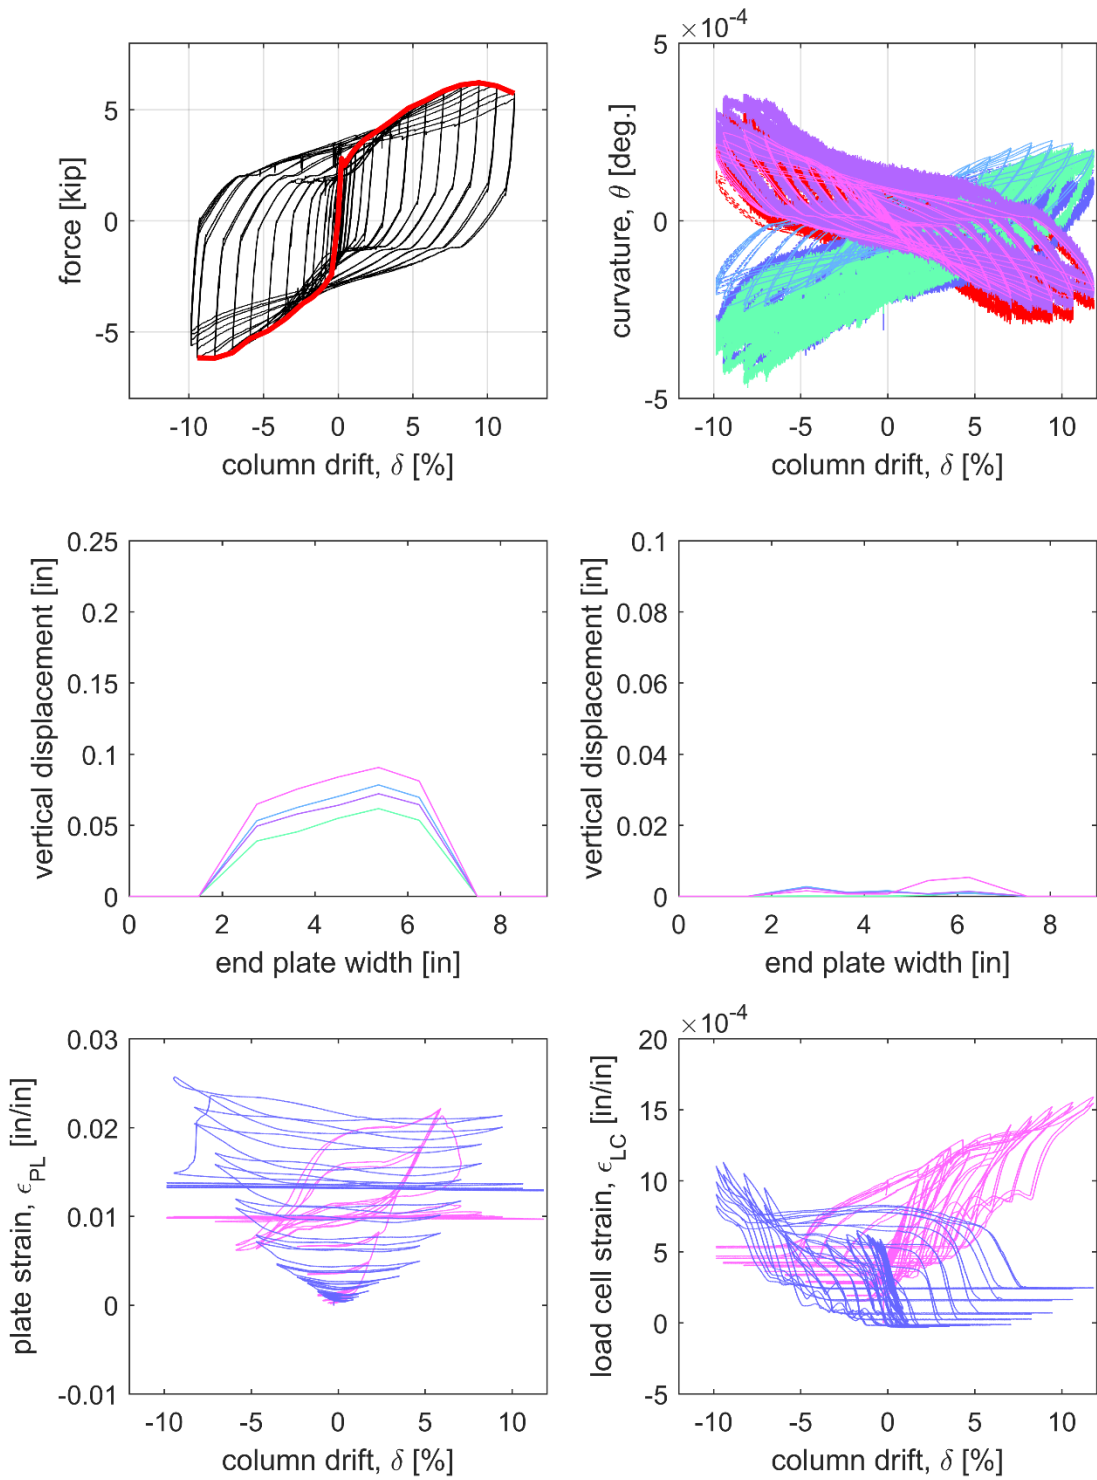 5
0
-5
force [kip]
-10 -5 0 5 10
column drift, δ [%]
×10⁻⁴
5
0
-5
curvature, θ [deg.]
-10 -5 0 5 10
column drift, δ [%]
0.25
0.2
0.15
0.1
0.05
0
vertical displacement [in]
0 2 4 6 8
end plate width [in]
0.1
0.08
0.06
0.04
0.02
0
vertical displacement [in]
0 2 4 6 8
end plate width [in]
0.03
0.02
0.01
0
-0.01
plate strain, ϵ_PL [in/in]
-10 -5 0 5 10
column drift, δ [%]
×10⁻⁴
20
15
10
5
0
-5
load cell strain, ϵ_LC [in/in]
-10 -5 0 5 10
column drift, δ [%]